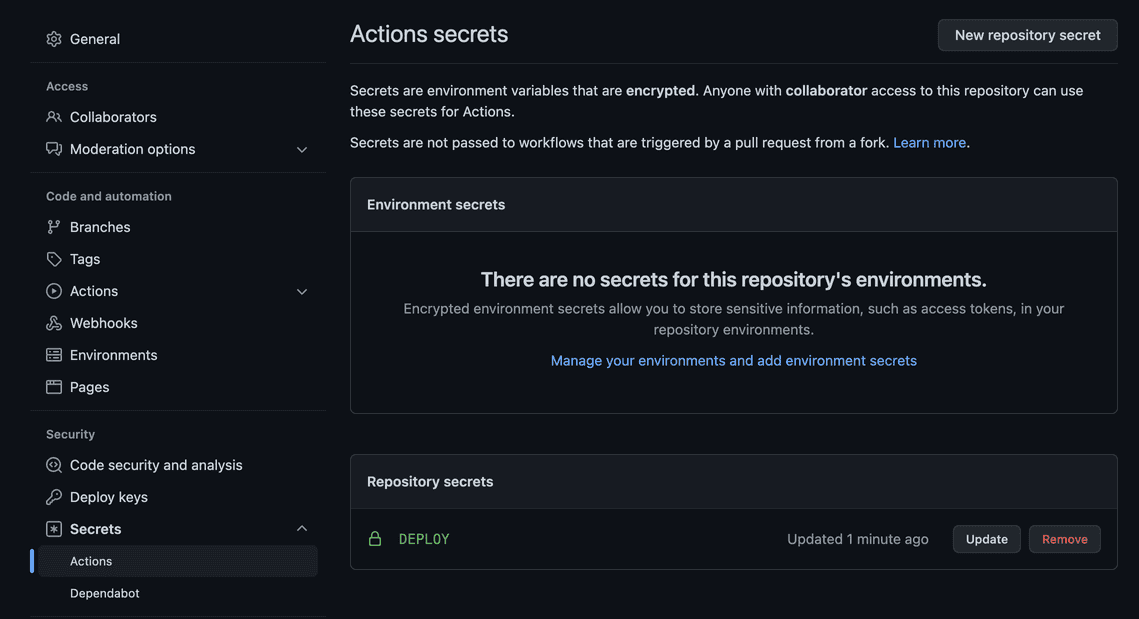 General
Access
Collaborators
Moderation options
Code and automation
Branches
Tags
Actions
Webhooks
Environments
Pages
Security
Code security and analysis
Deploy keys
Secrets
Actions
Dependabot
Actions secrets
New repository secret
Secrets are environment variables that are encrypted. Anyone with collaborator access to this repository can use
these secrets for Actions.
Secrets are not passed to workflows that are triggered by a pull request from a fork. Learn more.
Environment secrets
There are no secrets for this repository's environments.
Encrypted environment secrets allow you to store sensitive information, such as access tokens, in your
repository environments.
Manage your environments and add environment secrets
Repository secrets
DEPLOY Updated 1 minute ago Update Remove